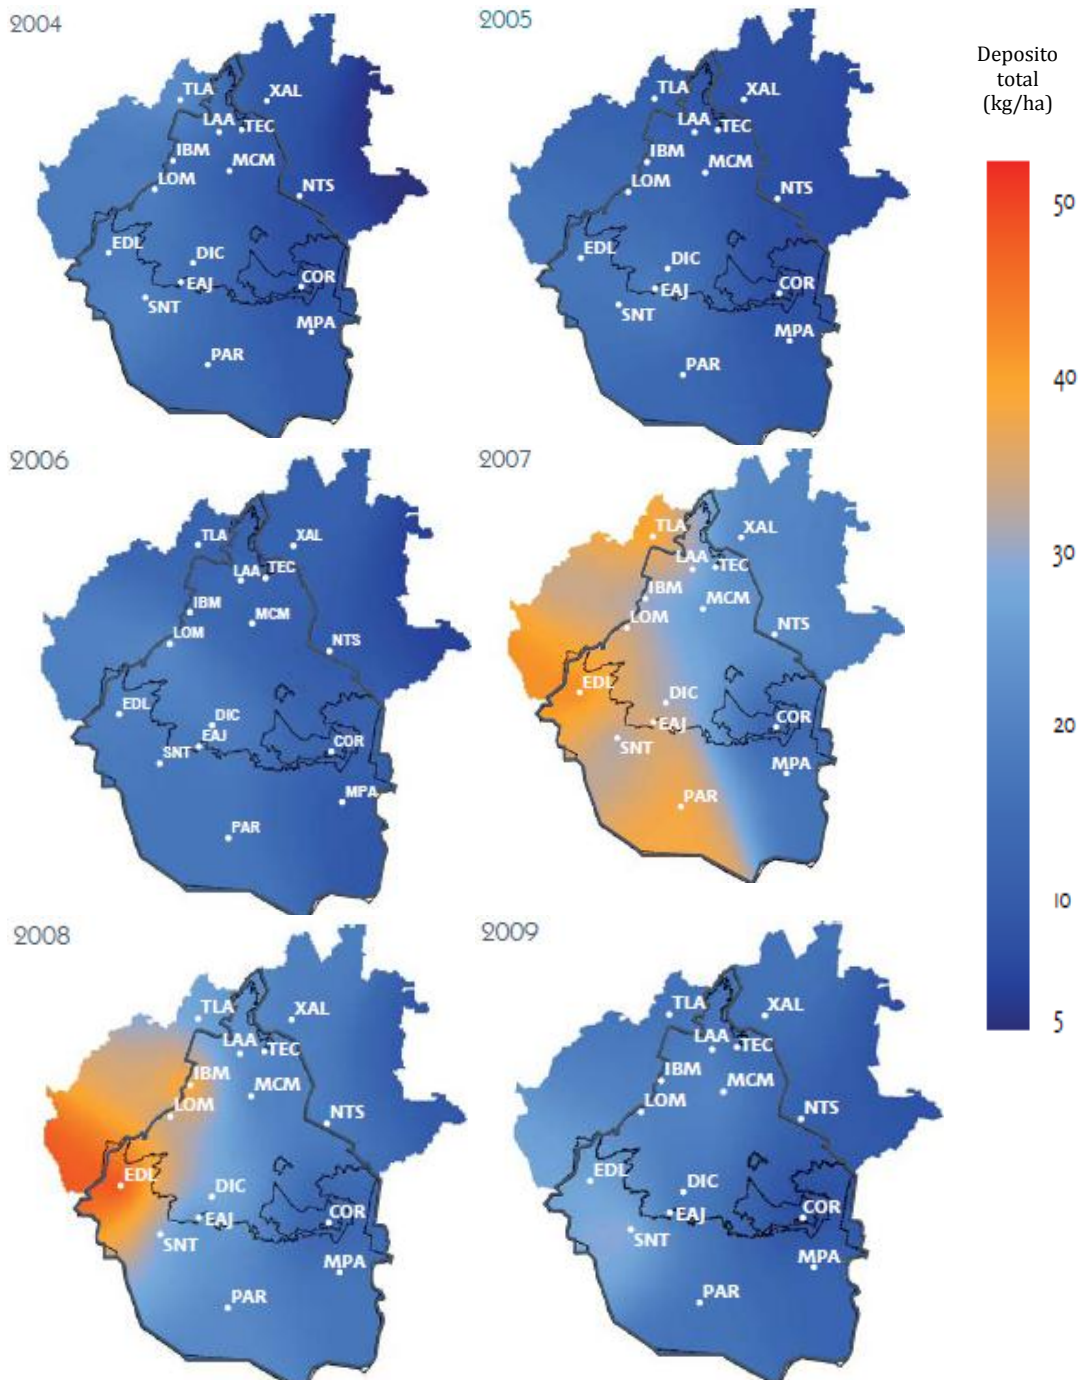 2004
TLA
XAL
LAA
TEC
IBM
MCM
LOM
NTS
EDL
DIC
EAJ
COR
SNT
MPA
PAR
2005
TLA
XAL
LAA
TEC
IBM
MCM
LOM
NTS
EDL
DIC
EAJ
COR
SNT
MPA
PAR
Deposito
total
(kg/ha)
50
40
30
20
10
5
2006
TLA
XAL
LAA
TEC
IBM
MCM
LOM
NTS
EDL
DIC
EAJ
COR
SNT
MPA
PAR
2007
TLA
XAL
LAA
TEC
IBM
MCM
LOM
NTS
EDL
DIC
EAJ
COR
SNT
MPA
PAR
2008
TLA
XAL
LAA
TEC
IBM
MCM
LOM
NTS
EDL
DIC
EAJ
COR
SNT
MPA
PAR
2009
TLA
XAL
LAA
TEC
IBM
MCM
LOM
NTS
EDL
DIC
EAJ
COR
SNT
MPA
PAR